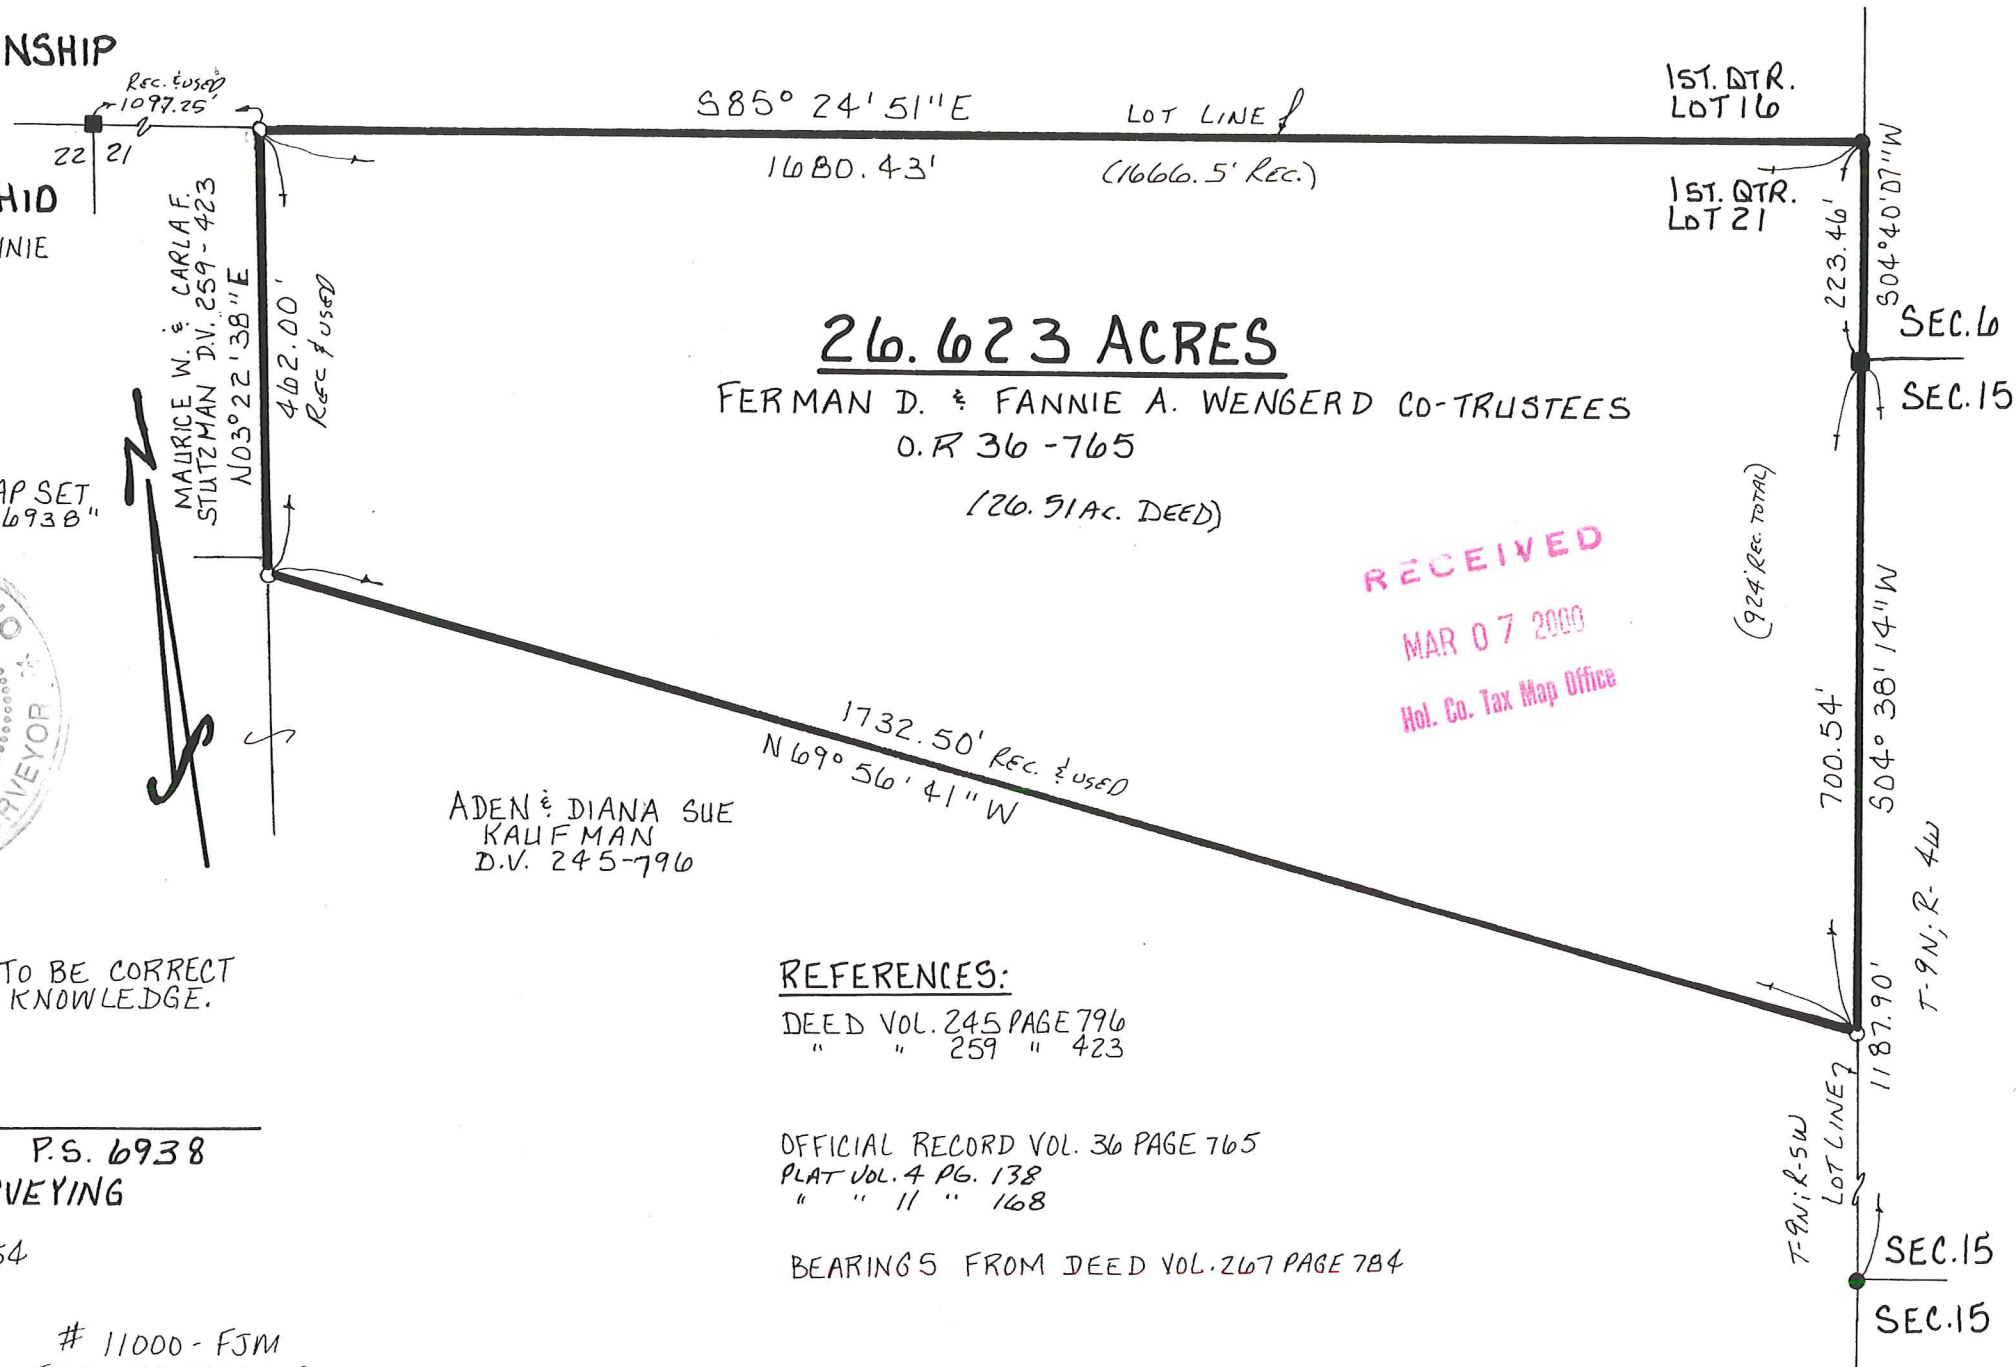 NSHIP
REC. & USED
1097.25'
22 21
HIO
NNIE
S85° 24' 51"E
LOT LINE
1680.43'
(1666.5' REC.)
1ST. QTR.
LOT 16
1ST. QTR.
LOT 21
223.46'
S04°40'07"W
SEC.6
SEC.15
MAURICE W. & CARLA F.
STUTZMAN D.V. 259-423
N03°22'38"E
462.00'
REC & USED
26.623 ACRES
FERMAN D. & FANNIE A. WENGERD CO-TRUSTEES
O.R 36-765
(26.51 AC. DEED)
N
AP SET
6938"
RECEIVED
MAR 07 2000
Hol. Co. Tax Map Office
(924' REC. TOTAL)
700.54'
S04° 38' 14"W
1732.50' REC. & USED
N69° 56' 41"W
ADEN & DIANA SUE
KAUFMAN
D.V. 245-796
RVEYOR
TO BE CORRECT
KNOWLEDGE.
REFERENCES:
DEED VOL. 245 PAGE 796
" " 259 " 423
OFFICIAL RECORD VOL. 36 PAGE 765
PLAT VOL. 4 PG. 138
" " 11 " 168
BEARINGS FROM DEED VOL. 267 PAGE 784
1187.90'
T-9N; R-4W
T-9N; R-5W
LOT LINE
SEC.15
SEC.15
P.S. 6938
VEYING
54
# 11000-FJM